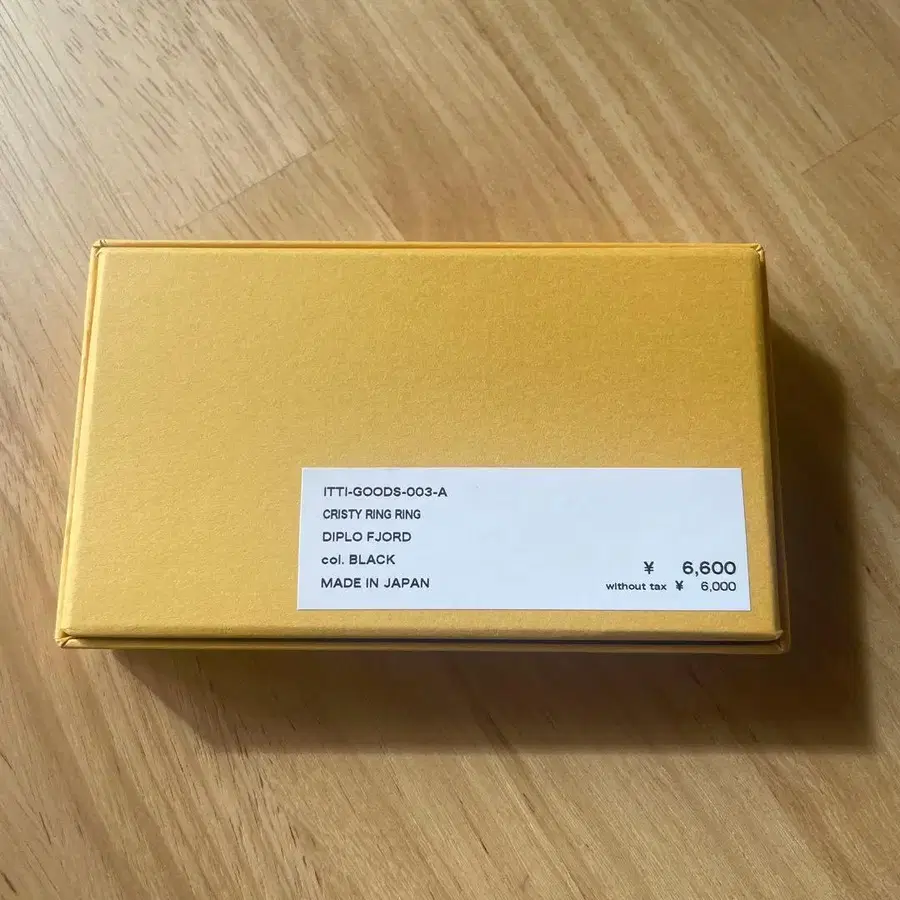 ITTI-GOODS-003-A
CRISTY RING RING
DIPLO FJORD
col. BLACK
MADE IN JAPAN
¥ 6,600
without tax ¥ 6,000